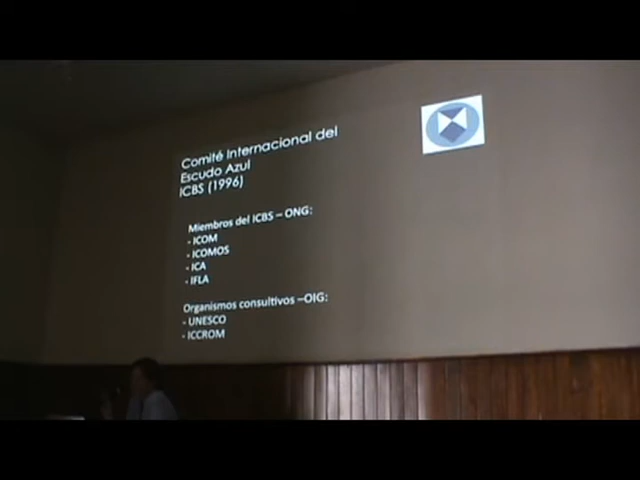 Comité Internacional del
Escudo Azul
ICBS (1996)
Miembros del ICBS – ONG:
- ICOM
- ICOMOS
- ICA
- IFLA
Organismos consultivos –OIG:
- UNESCO
- ICCROM